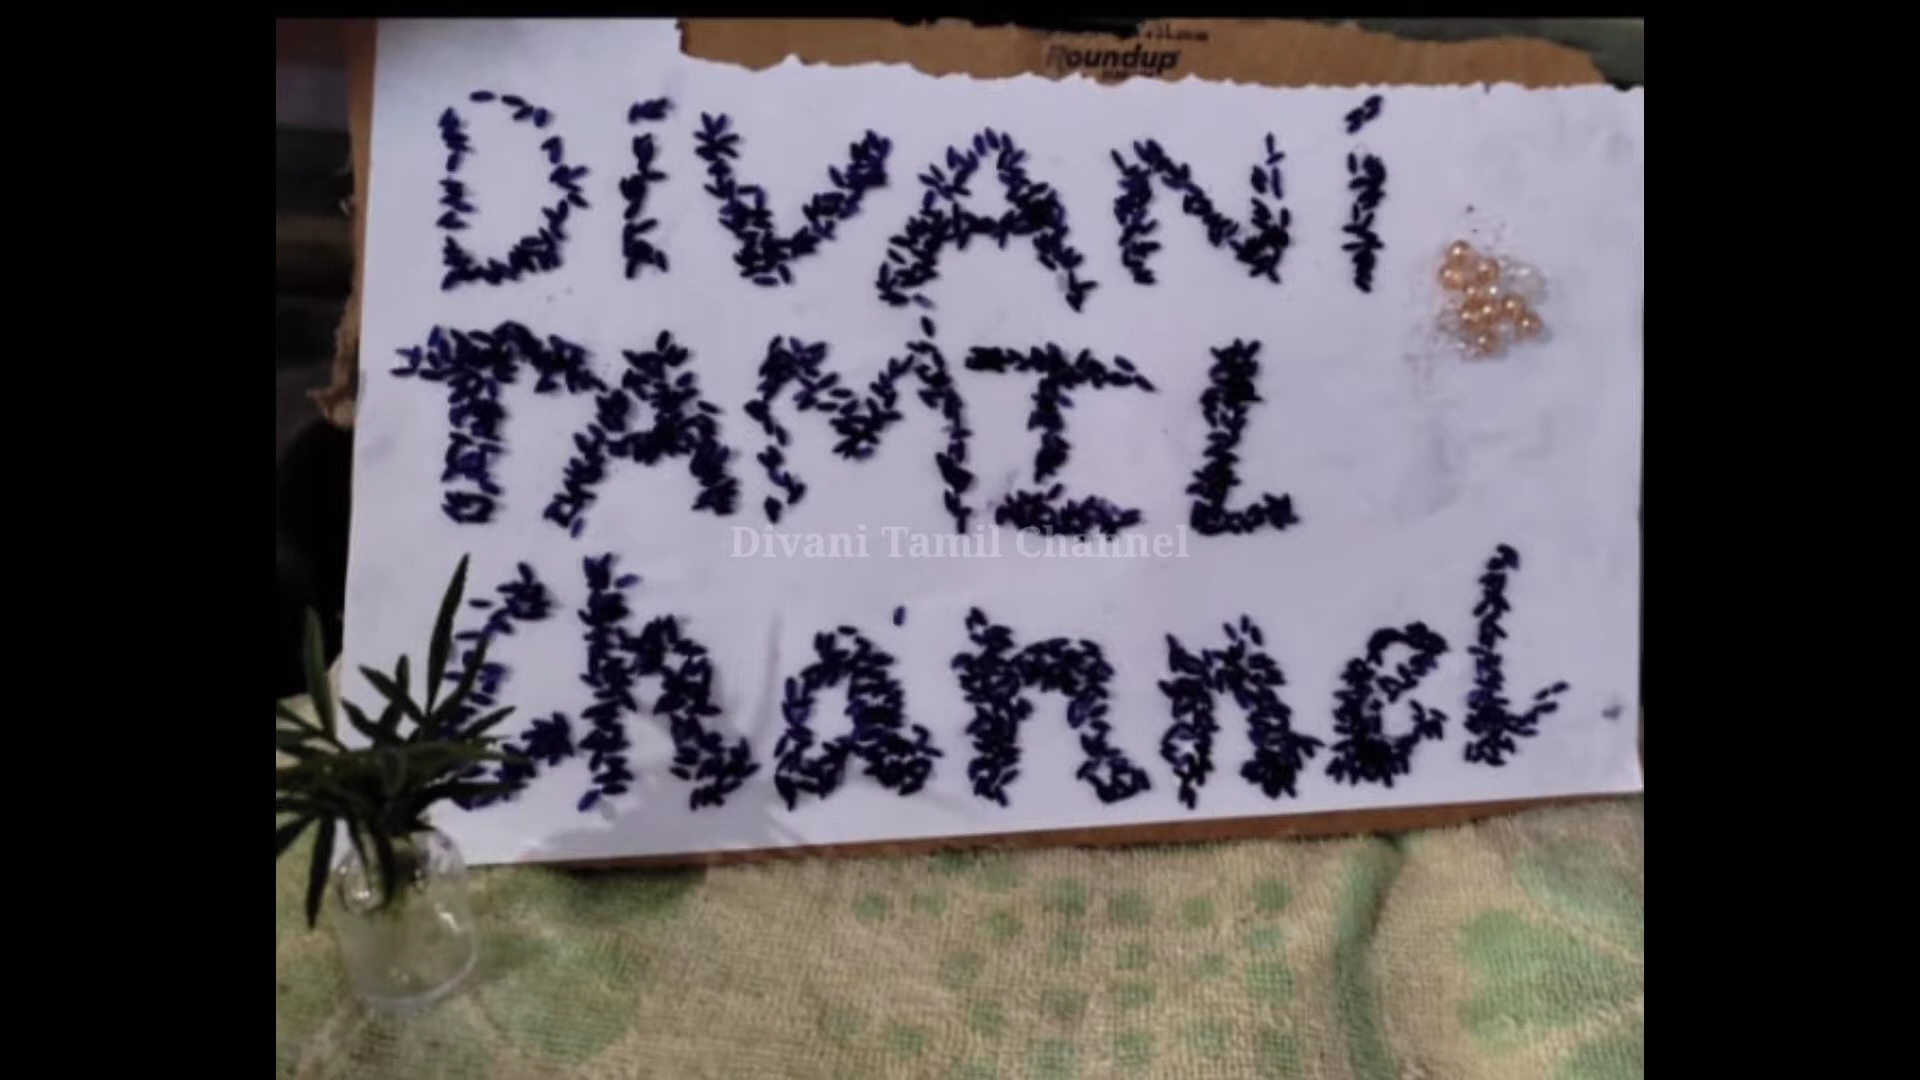 Roundup
DiVANi
TAMIL
Divani Tamil Channel
Channel